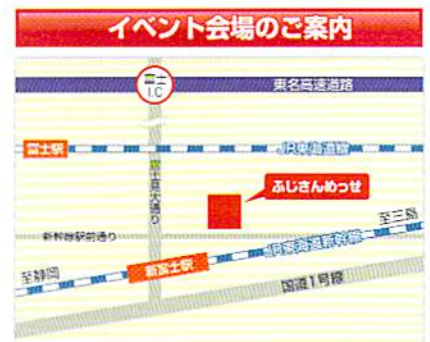 イベント会場のご案内
富士
I.C
東名高速道路
富士駅
JR東海道線
富士見大通り
ふじさんめっせ
至三島
新幹線駅前通り
JR東海道新幹線
至静岡
新富士駅
国道1号線